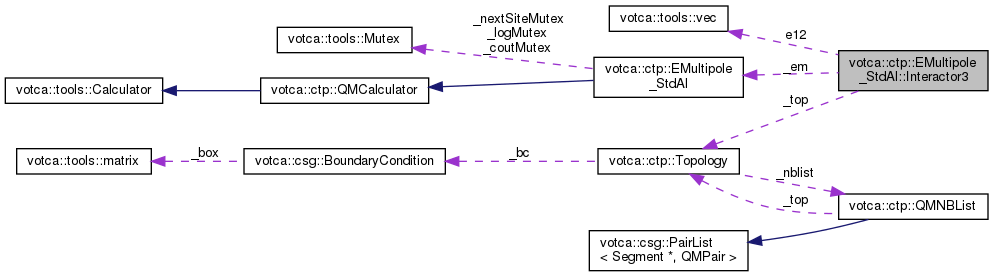 votca::tools::vec
_nextSiteMutex
_logMutex
_coutMutex
e12
votca::tools::Mutex
votca::ctp::EMultipole
_StdAl::Interactor3
votca::ctp::EMultipole
_StdAl
_em
votca::tools::Calculator
votca::ctp::QMCalculator
_top
votca::tools::matrix
_box
votca::csg::BoundaryCondition
_bc
votca::ctp::Topology
_nblist
_top
votca::ctp::QMNBList
votca::csg::PairList
< Segment *, QMPair >